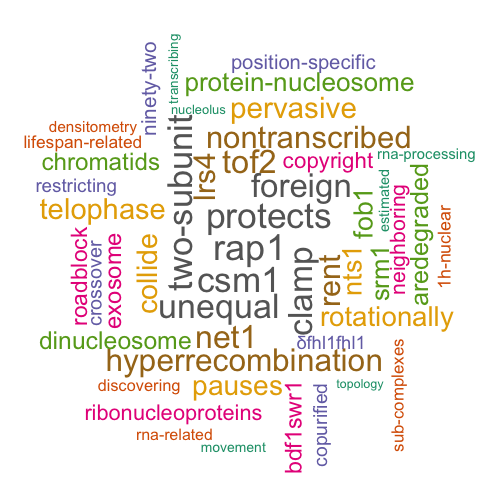 position-specific
protein-nucleosome
ninety-two
transcribing
nucleolus
pervasive
densitometry
lifespan-related
nontranscribed
chromatids
two-subunit
lrs4
tof2
copyright
rna-processing
restricting
foreign
telophase
protects
fob1
estimated
neighboring
aredegraded
1h-nuclear
roadblock
crossover
exosome
collide
rap1
csm1
unequal
clamp
rent
nts1
srm1
rotationally
dinucleosome
net1
δfhl1fhl1
hyperrecombination
sub-complexes
discovering
pauses
topology
ribonucleoproteins
bdf1swr1
copurified
rna-related
movement